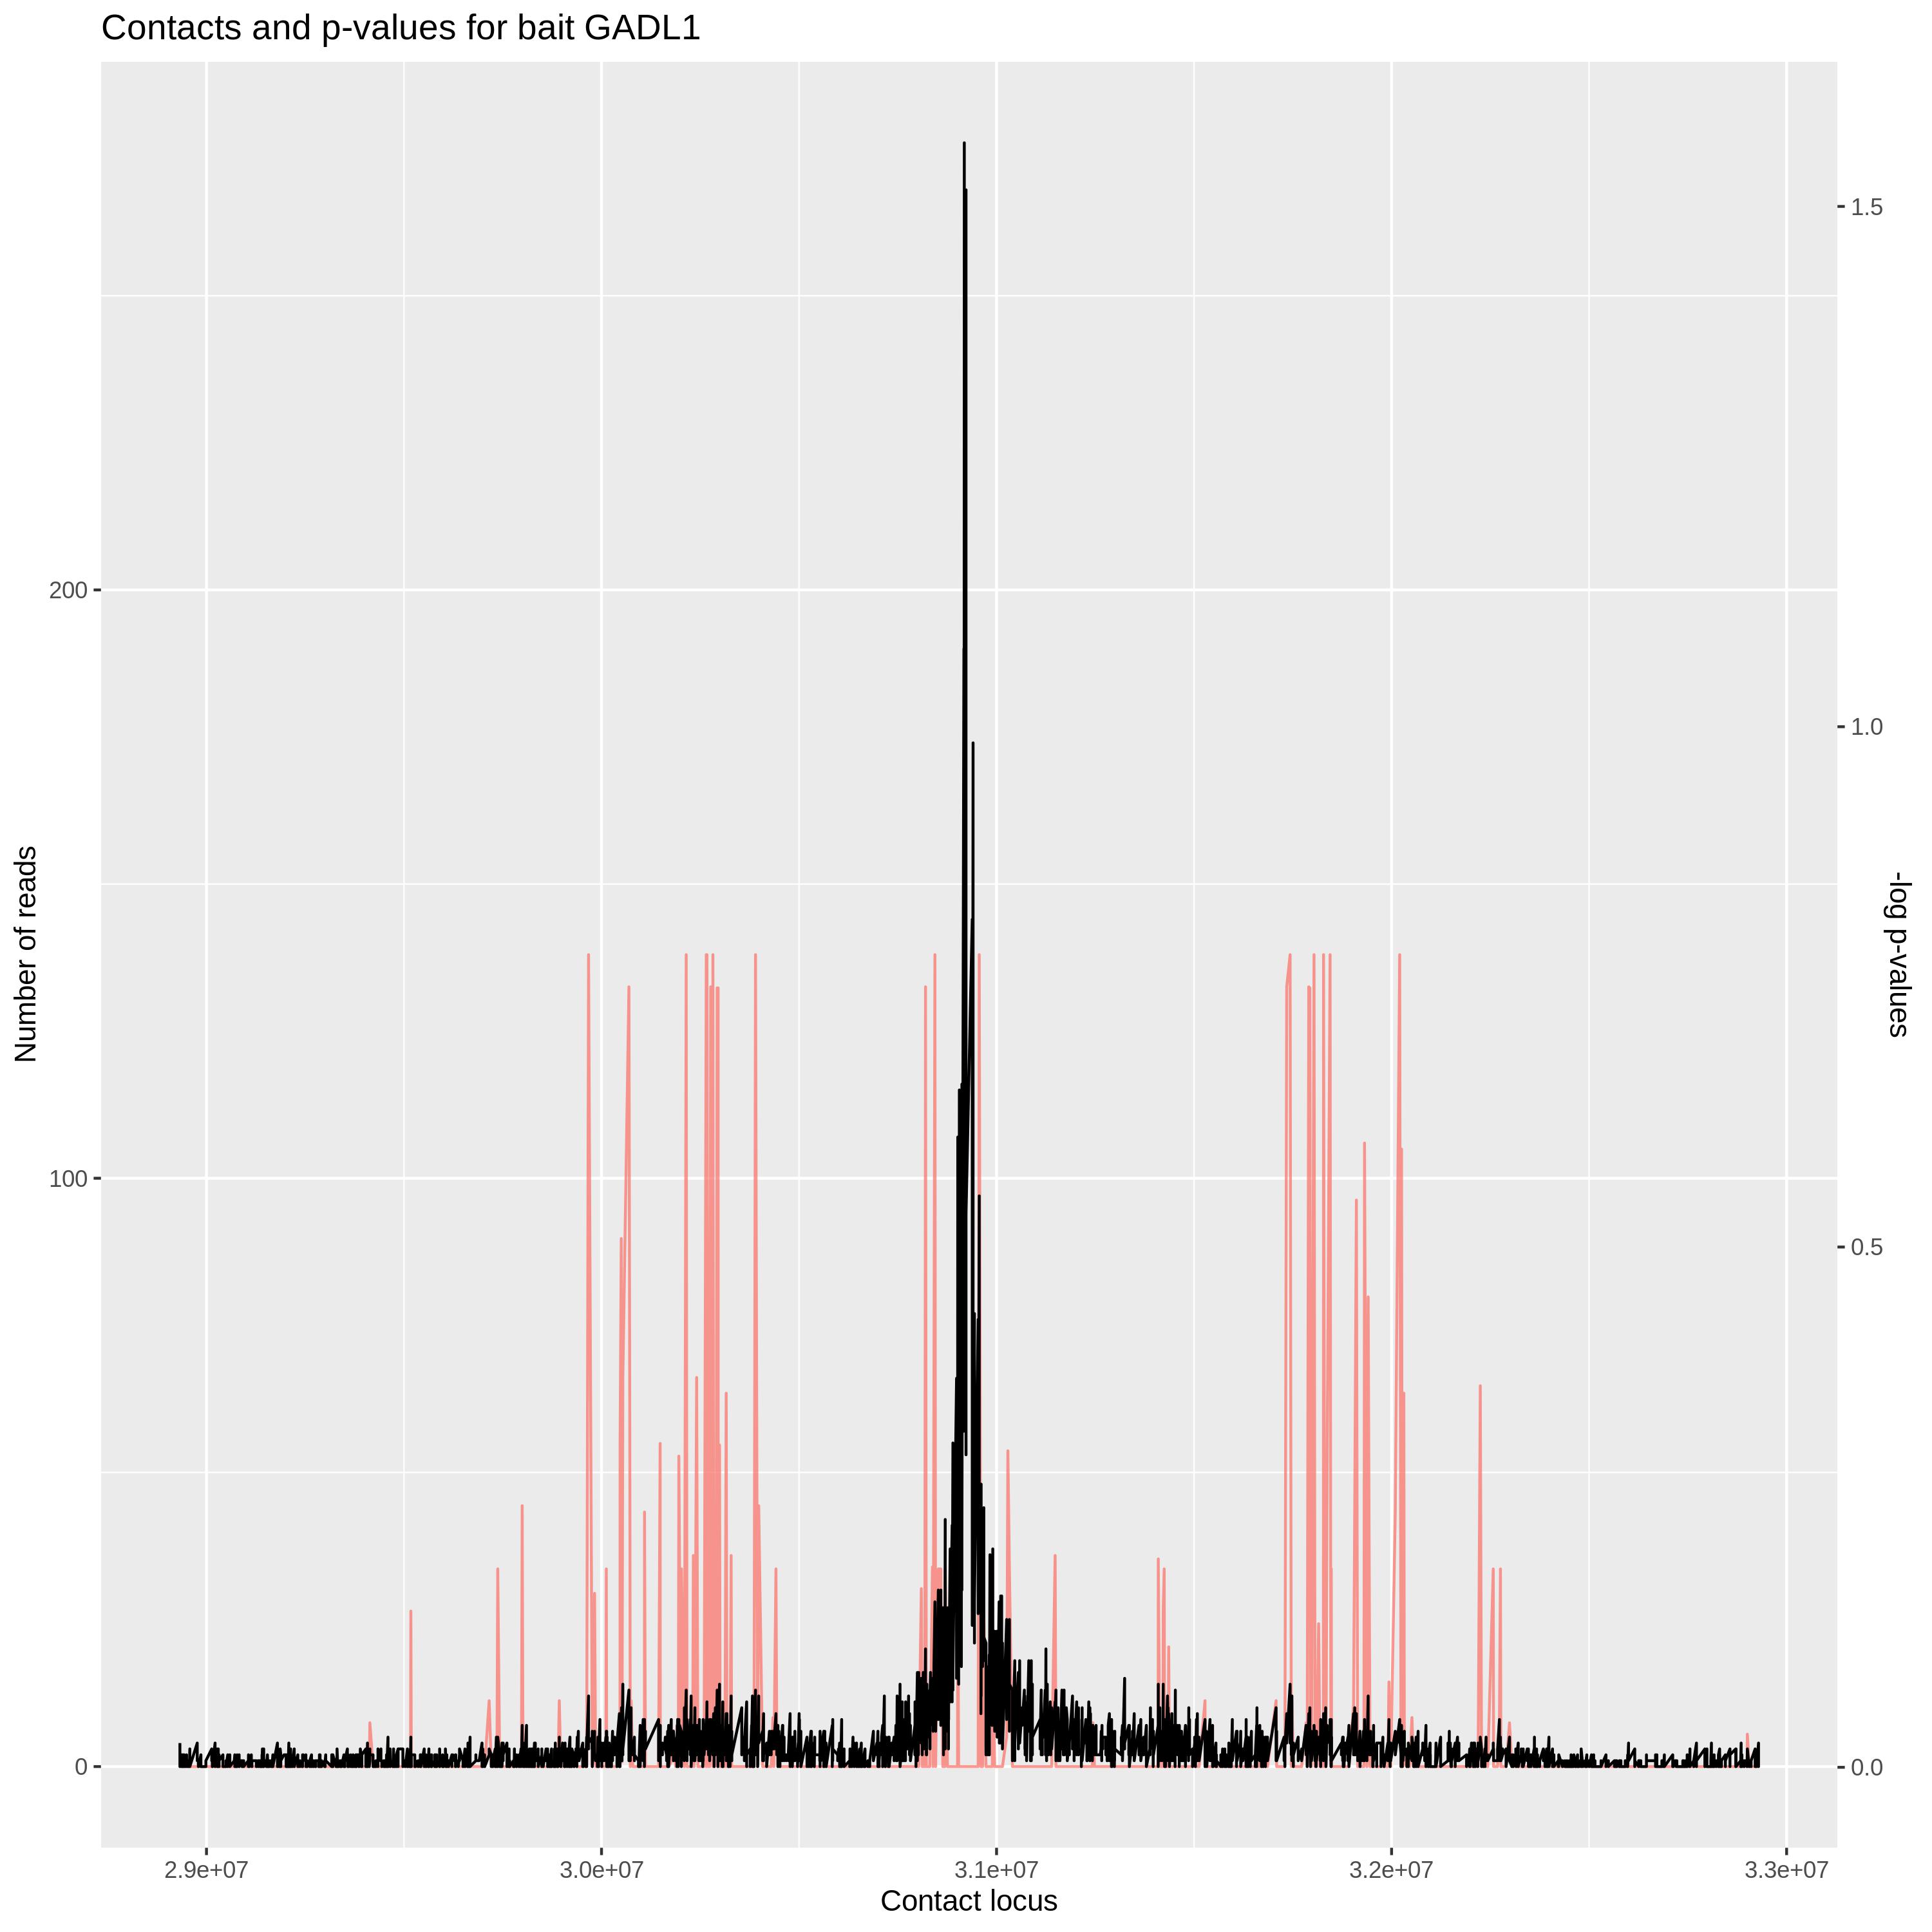 Contacts and p-values for bait GADL1
Number of reads
200
100
0
1.5
1.0
0.5
0.0
-log p-values
2.9e+07 3.0e+07 3.1e+07 3.2e+07 3.3e+07
Contact locus